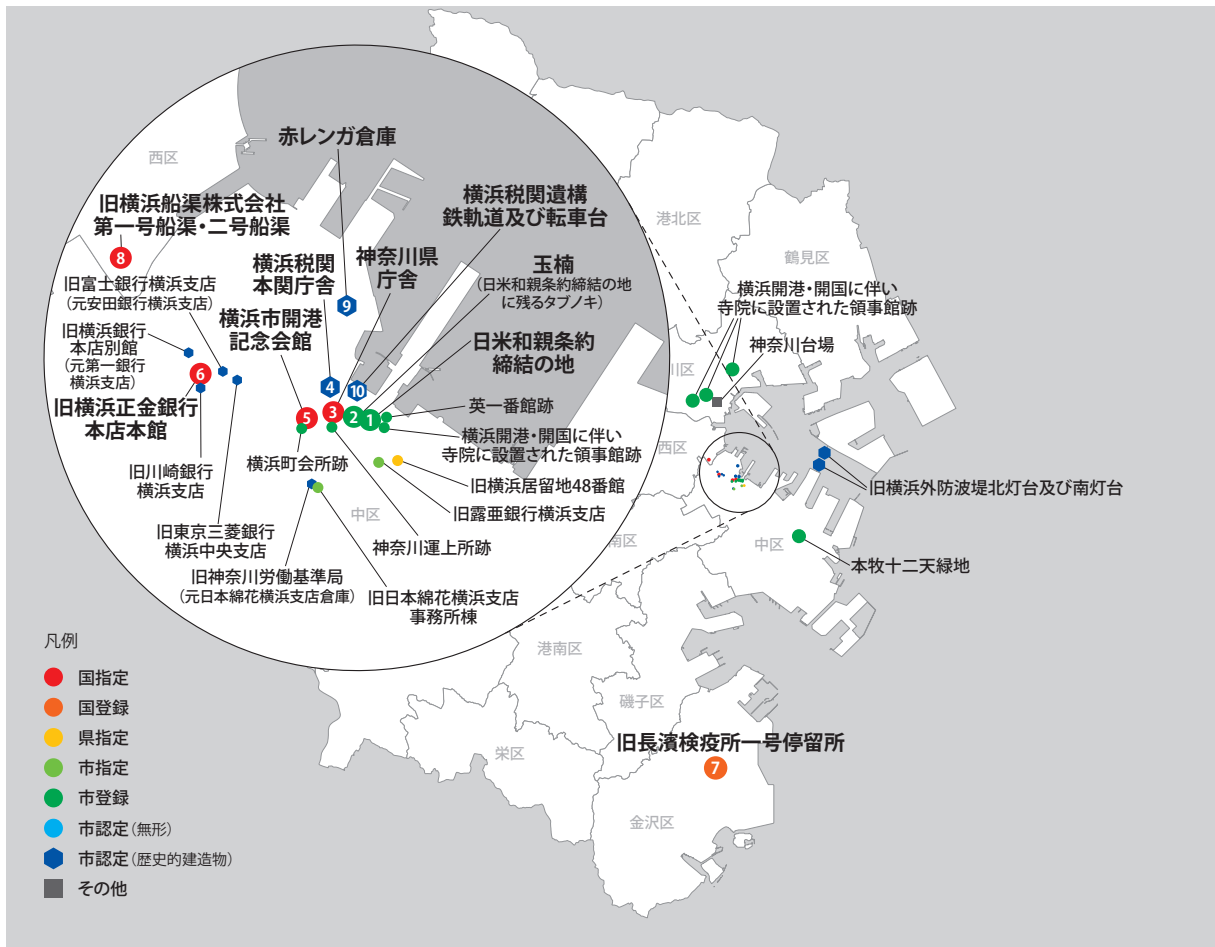 西区
赤レンガ倉庫
旧横浜船渠株式会社
第一号船渠・二号船渠
8
横浜税関遺構
鉄軌道及び転車台
港北区
鶴見区
横浜税関
本関庁舎
神奈川県
庁舎
玉楠
(日米和親条約締結の地
に残るタブノキ)
旧富士銀行横浜支店
(元安田銀行横浜支店)
9
横浜開港・開国に伴い
寺院に設置された領事館跡
旧横浜銀行
本店別館
(元第一銀行
横浜支店)
横浜市開港
記念会館
日米和親条約
締結の地
神奈川台場
川区
6
4
10
旧横浜正金銀行
本店本館
5
3
2
1
英一番館跡
横浜開港・開国に伴い
寺院に設置された領事館跡
西区
横浜町会所跡
旧川崎銀行
横浜支店
旧横浜居留地48番館
旧横浜外防波堤北灯台及び南灯台
中区
旧露亜銀行横浜支店
旧東京三菱銀行
横浜中央支店
神奈川運上所跡
南区
中区
本牧十二天緑地
旧神奈川労働基準局
(元日本綿花横浜支店倉庫)
旧日本綿花横浜支店
事務所棟
凡例
国指定
国登録
県指定
市指定
市登録
市認定(無形)
市認定(歴史的建造物)
その他
港南区
磯子区
栄区
旧長濱検疫所一号停留所
7
金沢区